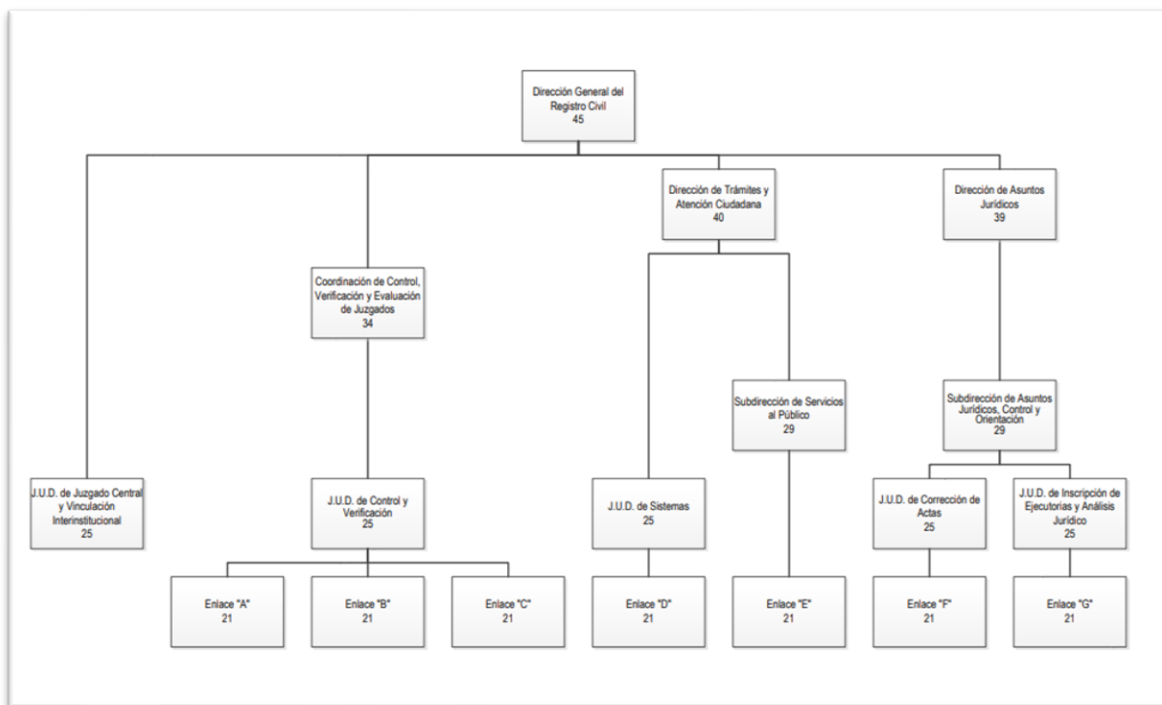 Dirección General del
Registro Civil
45
Dirección de Trámites y
Atención Ciudadana
40
Dirección de Asuntos
Jurídicos
39
Coordinación de Control,
Verificación y Evaluación
de Juzgados
34
Subdirección de Servicios
al Público
29
Subdirección de Asuntos
Jurídicos, Control y
Orientación
29
J.U.D. de Juzgado Central
y Vinculación
Interinstitucional
25
J.U.D. de Control y
Verificación
25
J.U.D. de Sistemas
25
J.U.D. de Corrección de
Actas
25
J.U.D. de Inscripción de
Ejecutorias y Análisis
Jurídico
25
Enlace "A"
21
Enlace "B"
21
Enlace "C"
21
Enlace "D"
21
Enlace "E"
21
Enlace "F"
21
Enlace "G"
21